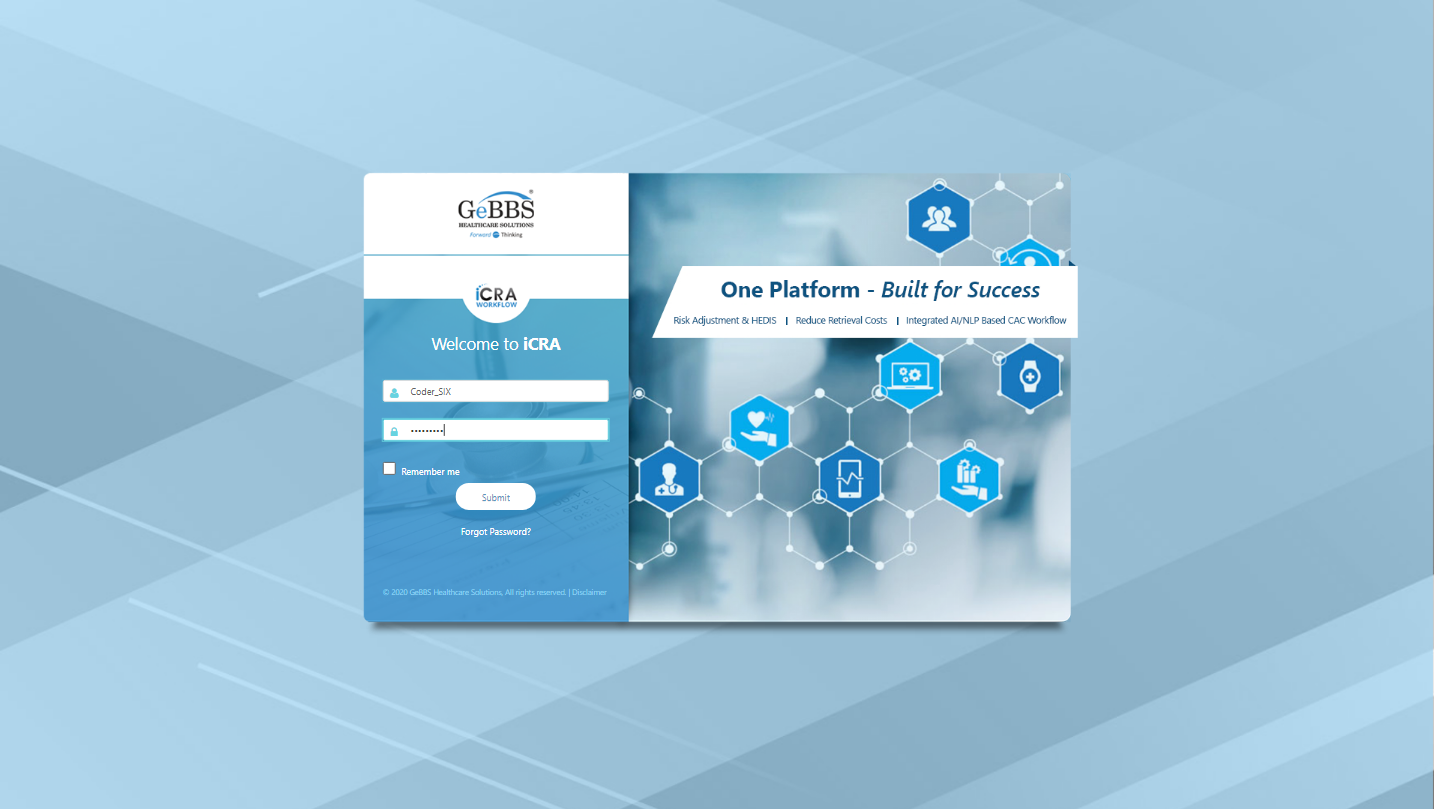 GeBBS®
HEALTHCARE SOLUTIONS
Forward Thinking
iCRA
WORKFLOW
Welcome to iCRA
Coder_SIX
•••••••••
Remember me
Submit
Forgot Password?
© 2020 GeBBS Healthcare Solutions, All rights reserved. | Disclaimer
One Platform - Built for Success
Risk Adjustment & HEDIS | Reduce Retrieval Costs | Integrated AI/NLP Based CAC Workflow